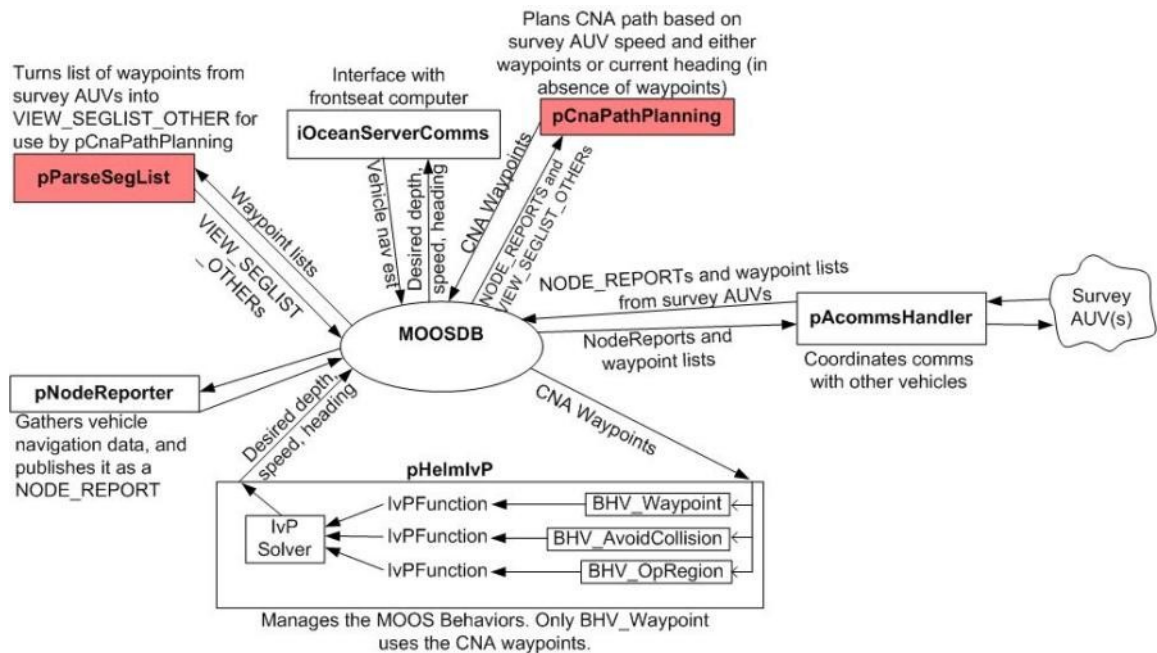 Plans CNA path based on
survey AUV speed and either
waypoints or current heading (in
absence of waypoints)
pCnaPathPlanning
Turns list of waypoints from
survey AUVs into
VIEW_SEGLIST_OTHER for
use by pCnaPathPlanning
pParseSegList
Interface with
frontseat computer
iOceanServerComms
Waypoint lists
VIEW_SEGLIST
_OTHERs
Vehicle nav est
Desired depth,
speed, heading
CNA Waypoints
NODE_REPORTS and
VIEW_SEGLIST_OTHERs
NODE_REPORTs and waypoint lists
from survey AUVs
MOOSDB
NodeReports and
waypoint lists
pAcommsHandler
Coordinates comms
with other vehicles
Survey
AUV(s)
pNodeReporter
Gathers vehicle
navigation data, and
publishes it as a
NODE_REPORT
Desired depth,
speed, heading
CNA Waypoints
pHelmIvP
IvP
Solver
IvPFunction
BHV_Waypoint
IvPFunction
BHV_AvoidCollision
IvPFunction
BHV_OpRegion
Manages the MOOS Behaviors. Only BHV_Waypoint
uses the CNA waypoints.